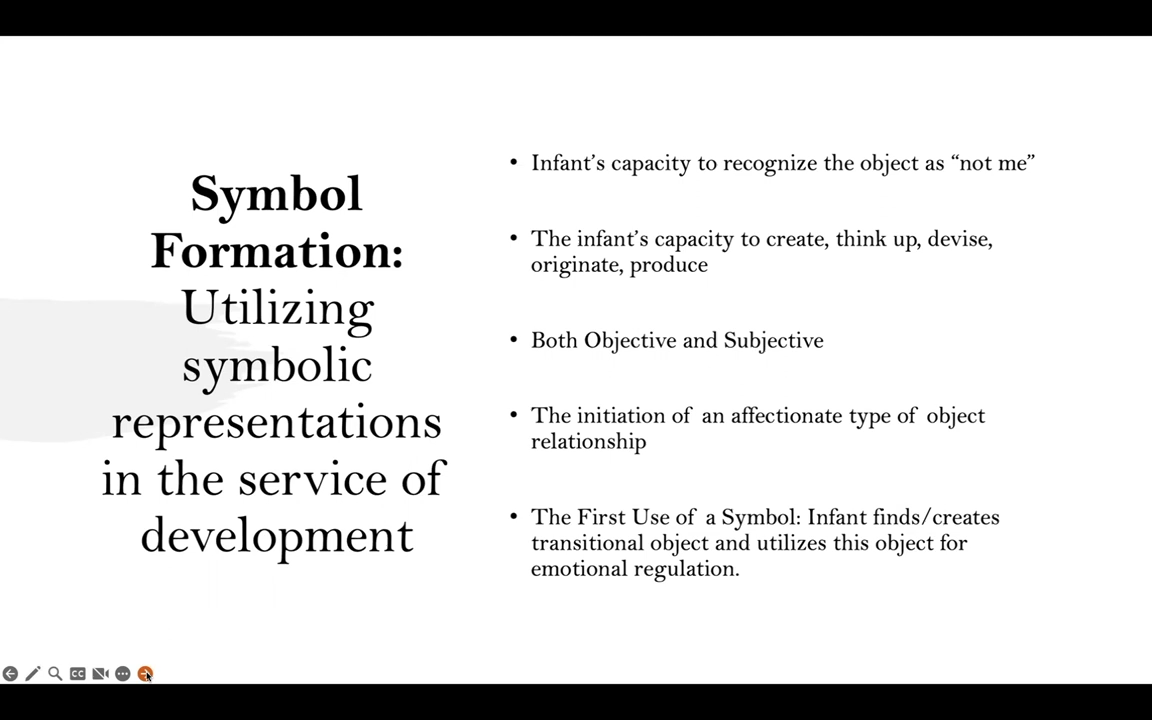 Symbol
Formation:
Utilizing
symbolic
representations
in the service of
development
• Infant’s capacity to recognize the object as “not me”
• The infant’s capacity to create, think up, devise,
originate, produce
• Both Objective and Subjective
• The initiation of an affectionate type of object
relationship
• The First Use of a Symbol: Infant finds/creates
transitional object and utilizes this object for
emotional regulation.
CC